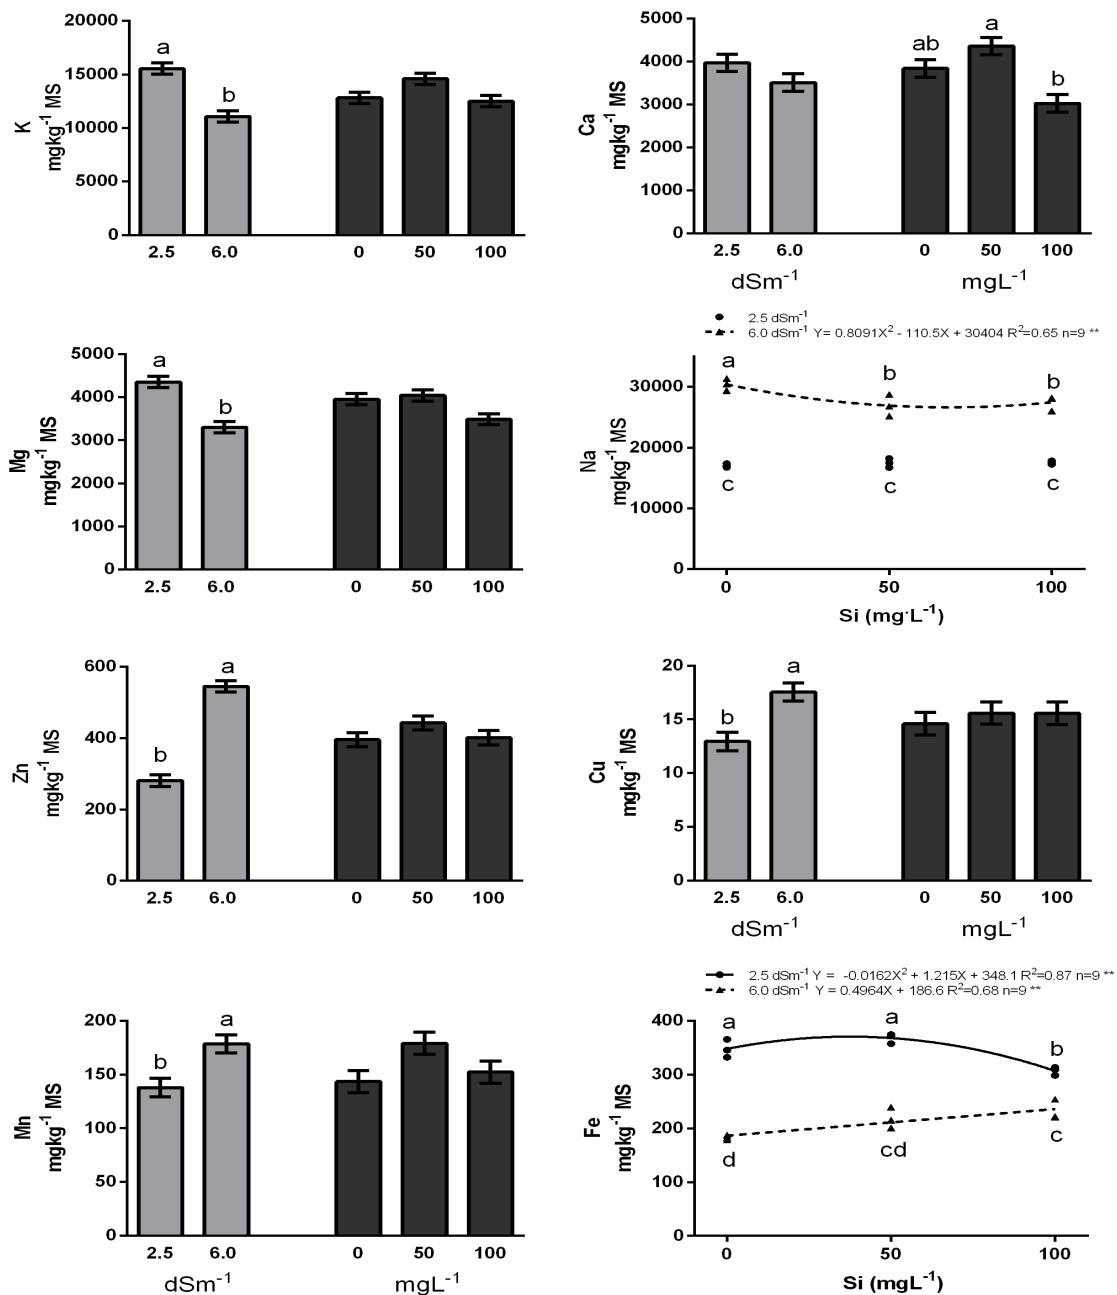 20000
15000
10000
5000
0
K
mgkg-1 MS
a
b
2.5 6.0 0 50 100
5000
4000
3000
2000
1000
0
Ca
mgkg-1 MS
ab
a
b
2.5 6.0 0 50 100
dSm-1 mgL-1
5000
4000
3000
2000
1000
0
Mg
mgkg-1 MS
a
b
2.5 6.0 0 50 100
2.5 dSm-1
6.0 dSm-1 Y= 0.8091X2 - 110.5X + 30404 R2=0.65 n=9 **
30000
20000
10000
0
Na
mgkg-1 MS
a
b
b
c
c
c
0 50 100
Si (mg·L-1)
600
400
200
0
Zn
mgkg-1 MS
b
a
2.5 6.0 0 50 100
20
15
10
5
0
Cu
mgkg-1 MS
b
a
2.5 6.0 0 50 100
dSm-1 mgL-1
200
150
100
50
0
Mn
mgkg-1 MS
b
a
2.5 6.0 0 50 100
dSm-1 mgL-1
2.5 dSm-1 Y = -0.0162X2 + 1.215X + 348.1 R2=0.87 n=9 **
6.0 dSm-1 Y = 0.4964X + 186.6 R2=0.68 n=9 **
400
300
200
100
0
Fe
mgkg-1 MS
a
a
b
d
cd
c
0 50 100
Si (mgL-1)